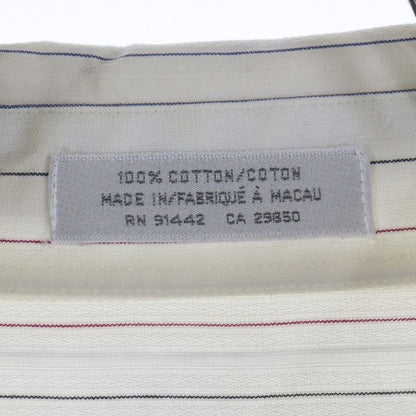 100% COTTON/COTON
MADE IN/FABRIQUÉ À MACAU
RN 91442 CA 29850